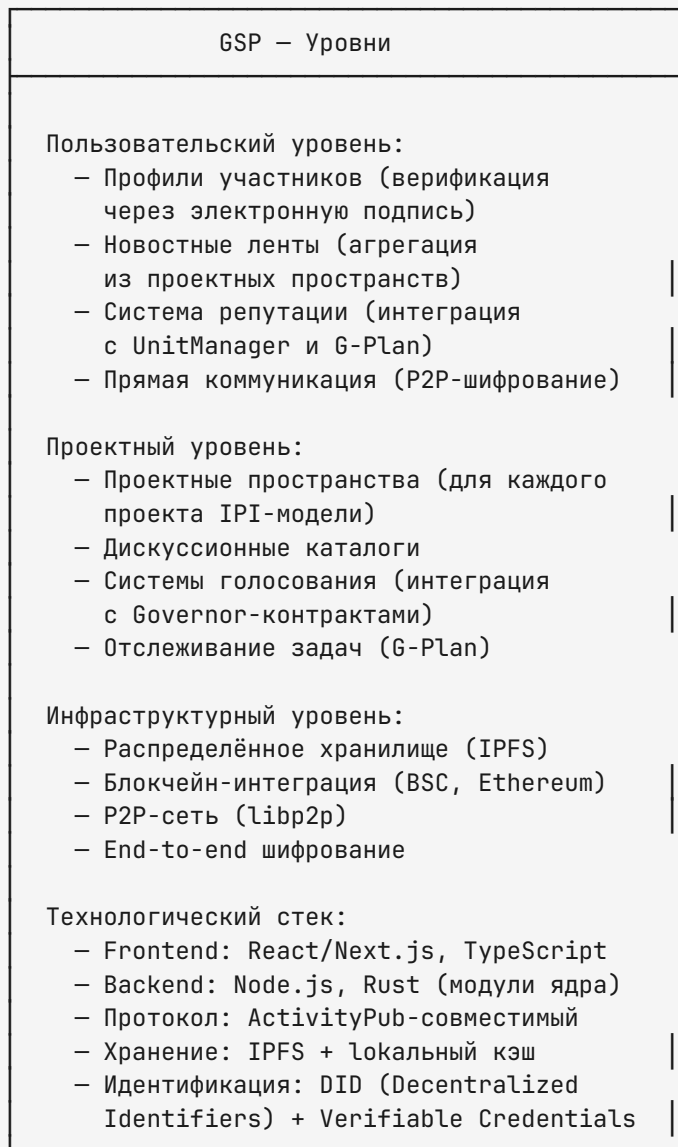 GSP — Уровни
Пользовательский уровень:
— Профили участников (верификация
через электронную подпись)
— Новостные ленты (агрегация
из проектных пространств)
— Система репутации (интеграция
с UnitManager и G-Plan)
— Прямая коммуникация (P2P-шифрование)
Проектный уровень:
— Проектные пространства (для каждого
проекта IPI-модели)
— Дискуссионные каталоги
— Системы голосования (интеграция
с Governor-контрактами)
— Отслеживание задач (G-Plan)
Инфраструктурный уровень:
— Распределённое хранилище (IPFS)
— Блокчейн-интеграция (BSC, Ethereum)
— P2P-сеть (libp2p)
— End-to-end шифрование
Технологический стек:
— Frontend: React/Next.js, TypeScript
— Backend: Node.js, Rust (модули ядра)
— Протокол: ActivityPub-совместимый
— Хранение: IPFS + lokальный кэш
— Идентификация: DID (Decentralized
Identifiers) + Verifiable Credentials